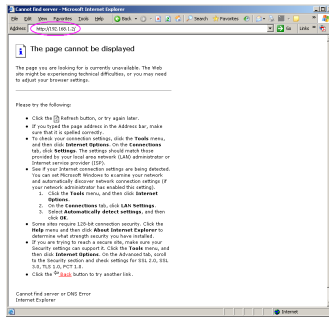 Cannot find server - Microsoft Internet Explorer
File Edit View Favorites Tools Help Back Search Favorites
Address http://192.168.1.2/ Go Links
The page cannot be displayed
The page you are looking for is currently unavailable. The Web
site might be experiencing technical difficulties, or you may need
to adjust your browser settings.
Please try the following:
Click the Refresh button, or try again later.
If you typed the page address in the Address bar, make
sure that it is spelled correctly.
To check your connection settings, click the Tools menu,
and then click Internet Options. On the Connections
tab, click Settings. The settings should match those
provided by your local area network (LAN) administrator or
Internet service provider (ISP).
See if your Internet connection settings are being detected.
You can set Microsoft Windows to examine your network
and automatically discover network connection settings (if
your network administrator has enabled this setting).
1. Click the Tools menu, and then click Internet
Options.
2. On the Connections tab, click LAN Settings.
3. Select Automatically detect settings, and then
click OK.
Some sites require 128-bit connection security. Click the
Help menu and then click About Internet Explorer to
determine what strength security you have installed.
If you are trying to reach a secure site, make sure your
Security settings can support it. Click the Tools menu, and
then click Internet Options. On the Advanced tab, scroll
to the Security section and check settings for SSL 2.0, SSL
3.0, TLS 1.0, PCT 1.0.
Click the Back button to try another link.
Cannot find server or DNS Error
Internet Explorer
Internet